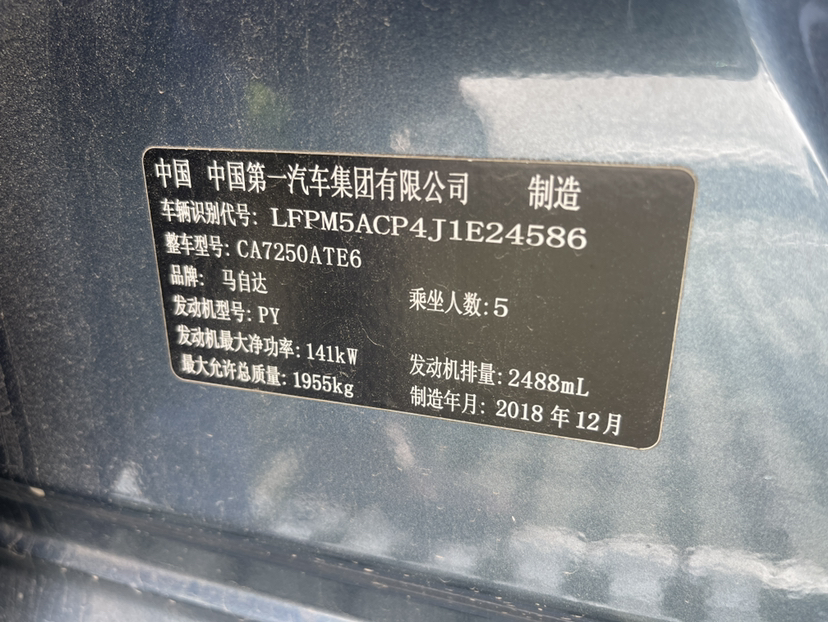 中国 中国第一汽车集团有限公司 制造
车辆识别代号: LFPM5ACP4J1E24586
整车型号: CA7250ATE6
品牌: 马自达 乘坐人数: 5
发动机型号: PY
发动机最大净功率: 141kW 发动机排量: 2488mL
最大允许总质量: 1955kg 制造年月: 2018 年 12 月